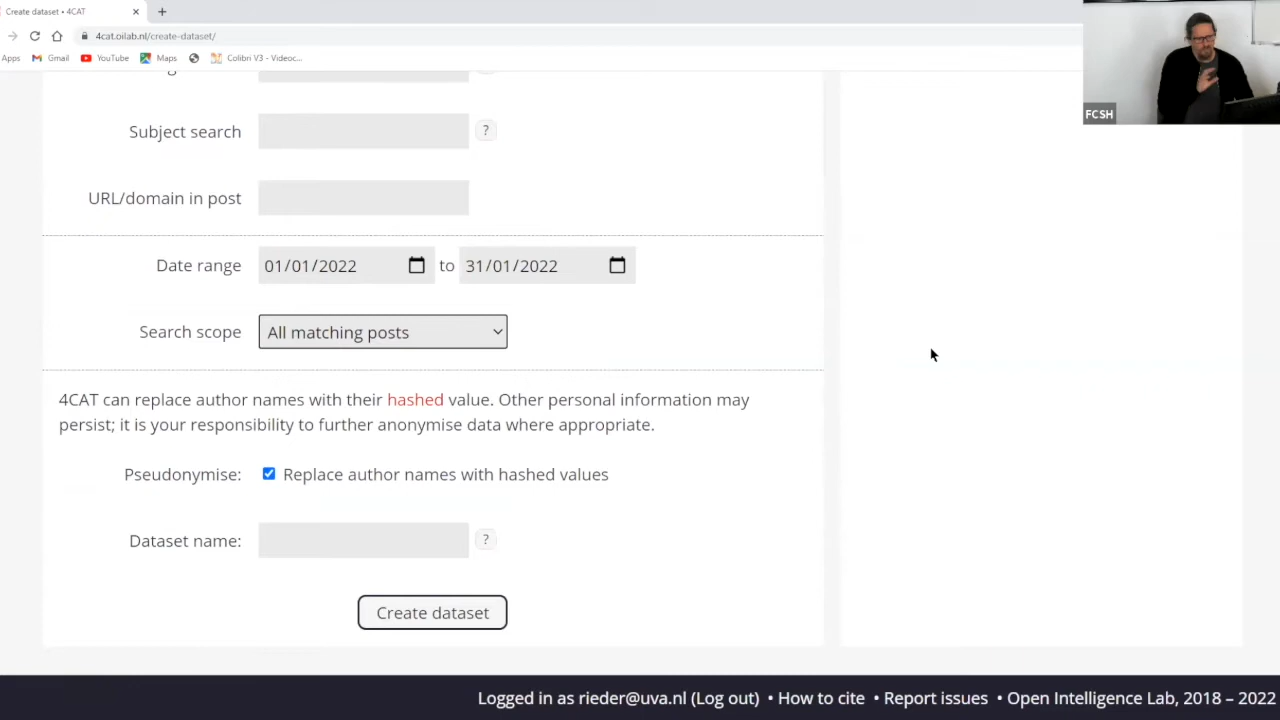 Create dataset • 4CAT
4cat.oilab.nl/create-dataset/
Apps Gmail YouTube Maps Colibri V3 - Videoc...
FCSH
Subject search ?
URL/domain in post
Date range 01/01/2022 to 31/01/2022
Search scope All matching posts
4CAT can replace author names with their hashed value. Other personal information may
persist; it is your responsibility to further anonymise data where appropriate.
Pseudonymise: Replace author names with hashed values
Dataset name: ?
Create dataset
Logged in as rieder@uva.nl (Log out) • How to cite • Report issues • Open Intelligence Lab, 2018 – 2022